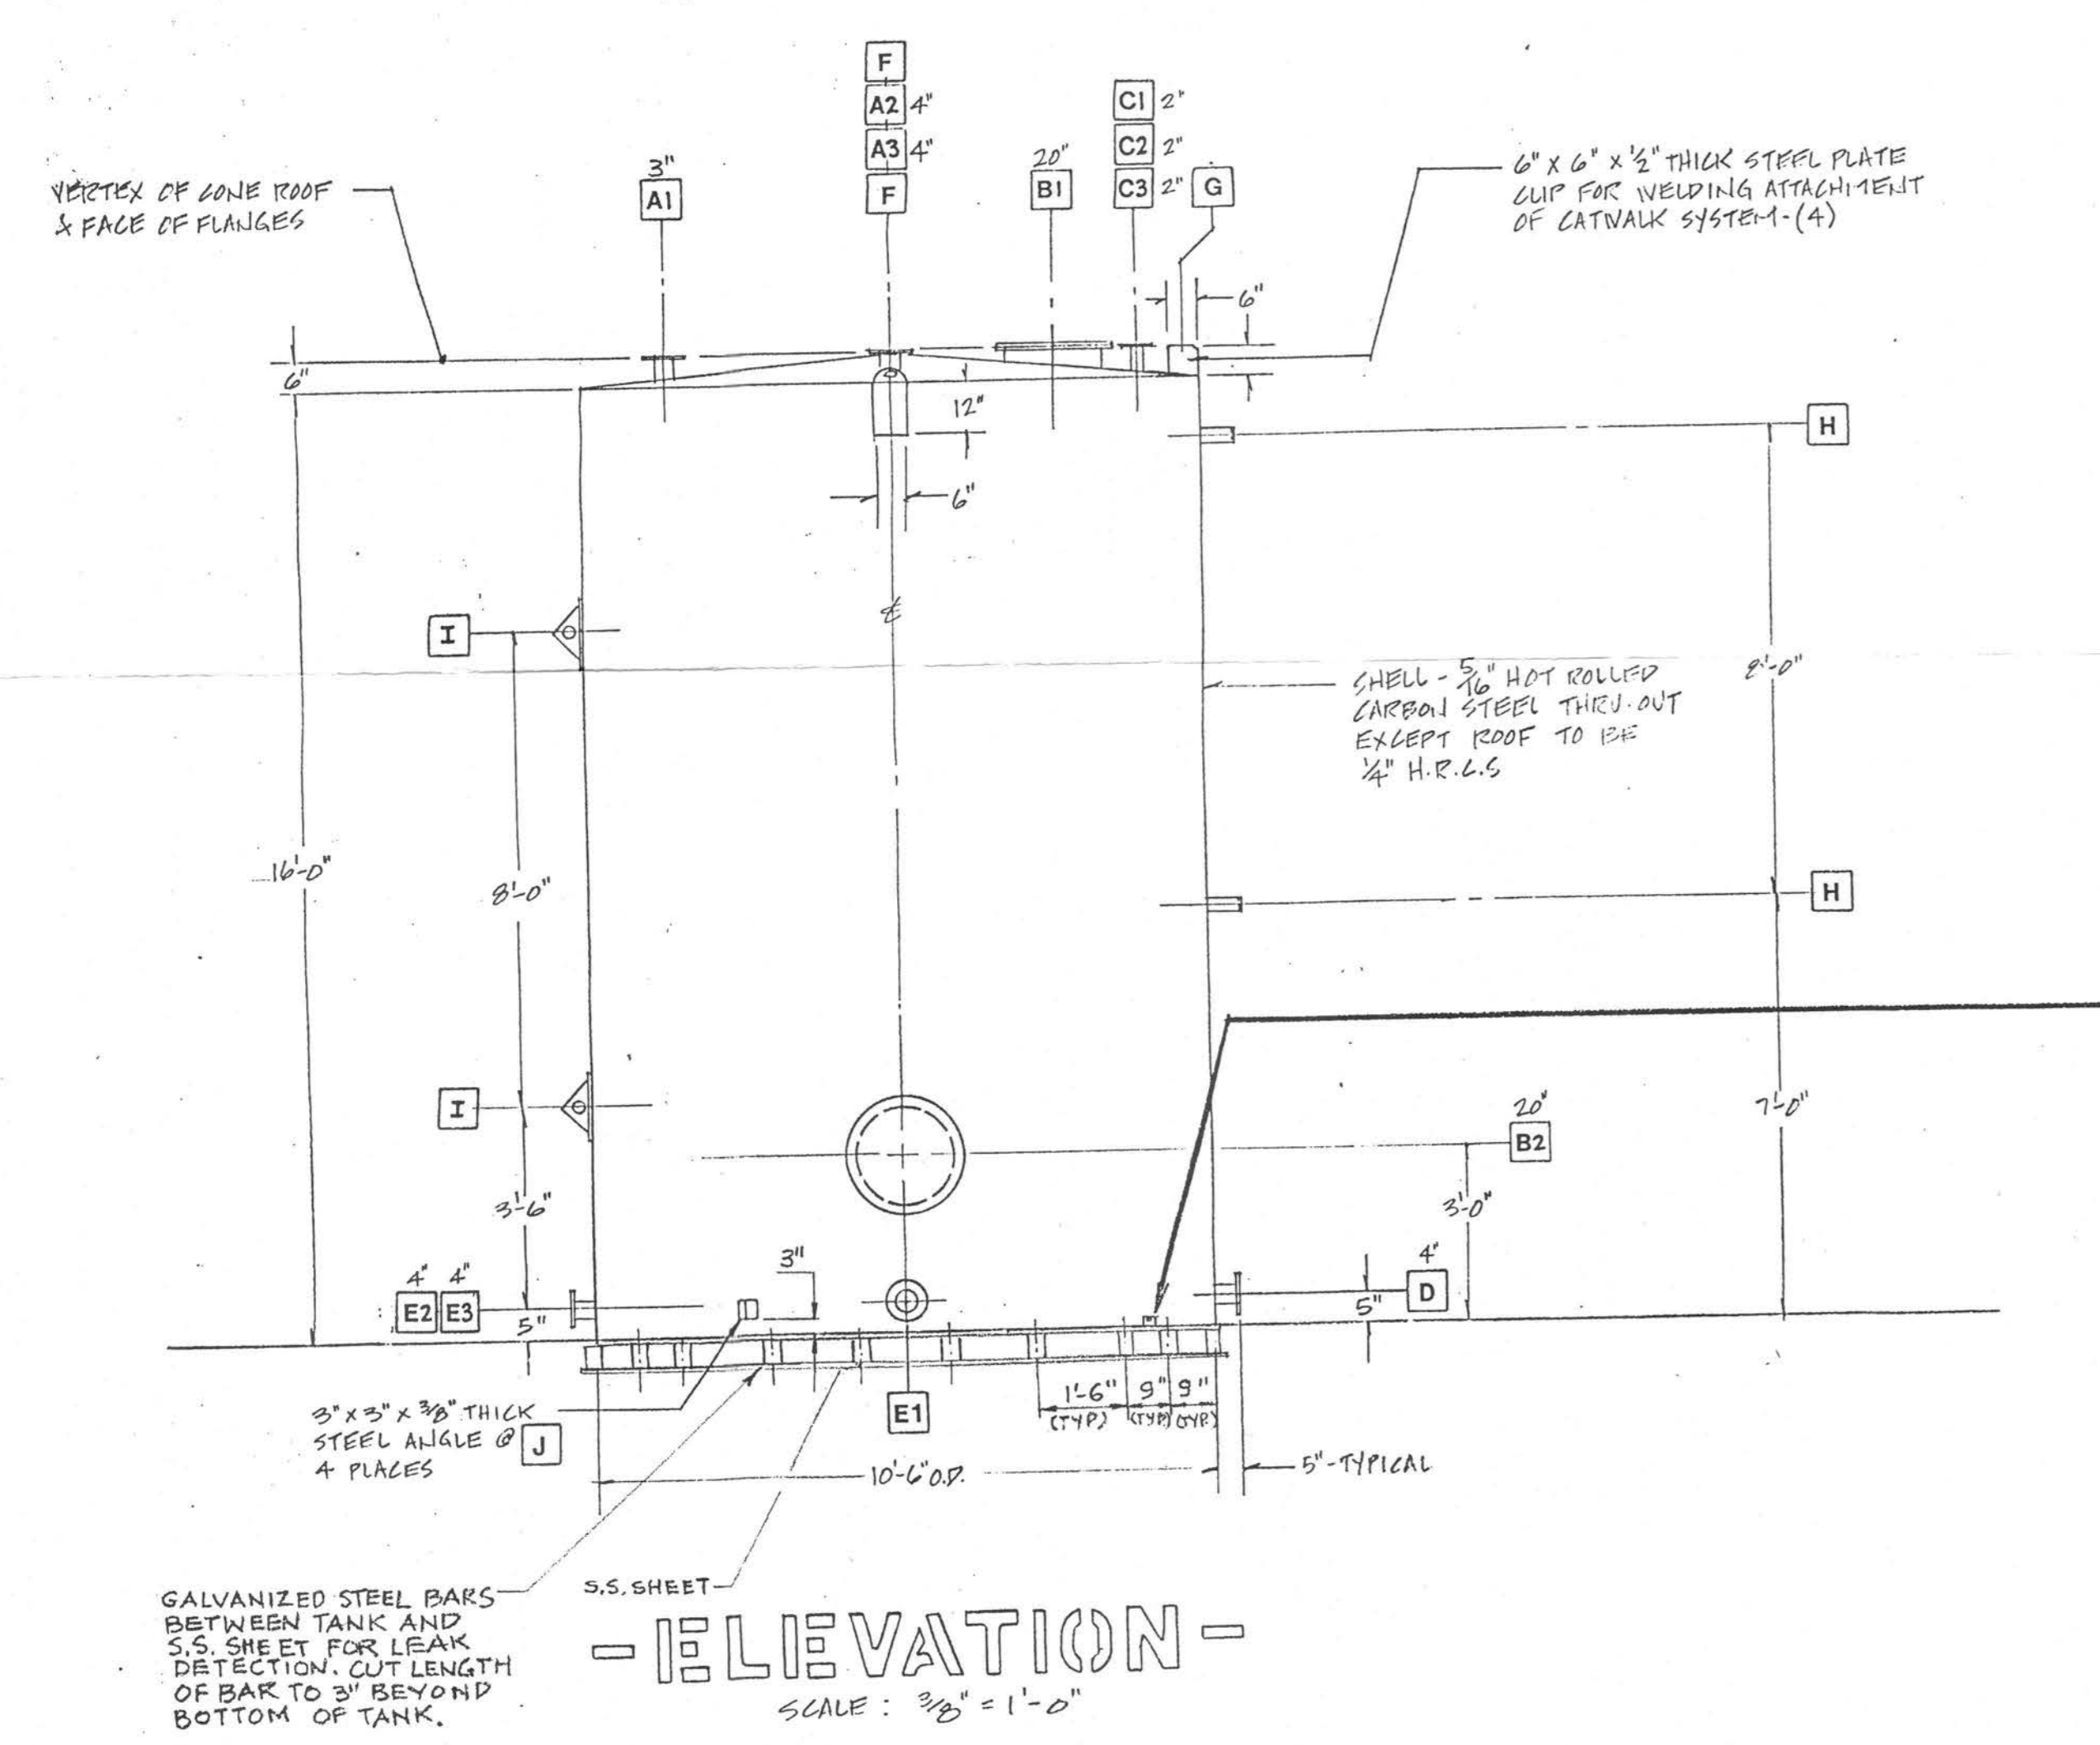 F
A2 4"
A3 4"
F
3"
A1
20"
B1
C1 2"
C2 2"
C3 2"
G
VERTEX OF CONE ROOF
& FACE OF FLANGES
6" X 6" X 1/2" THICK STEEL PLATE
CLIP FOR WELDING ATTACHMENT
OF CATWALK SYSTEM-(4)
6"
6"
12"
6"
H
℄
I
SHELL - 5/16" HOT ROLLED
CARBON STEEL THRU-OUT
EXCEPT ROOF TO BE
1/4" H.R.C.S
8'-0"
16'-0"
8'-0"
H
I
7'-0"
20"
B2
3'-6"
3'-0"
3"
4" 4"
E2 E3
5"
4"
D
5"
1'-6" 9" 9"
(TYP.) (TYP.) (TYP.)
E1
3" X 3" X 3/8" THICK
STEEL ANGLE @ J
4 PLACES
10'-6" O.D.
5"-TYPICAL
GALVANIZED STEEL BARS
BETWEEN TANK AND
S.S. SHEET FOR LEAK
DETECTION. CUT LENGTH
OF BAR TO 3" BEYOND
BOTTOM OF TANK.
S.S. SHEET
-ELEVATION-
SCALE : 3/8" = 1'-0"